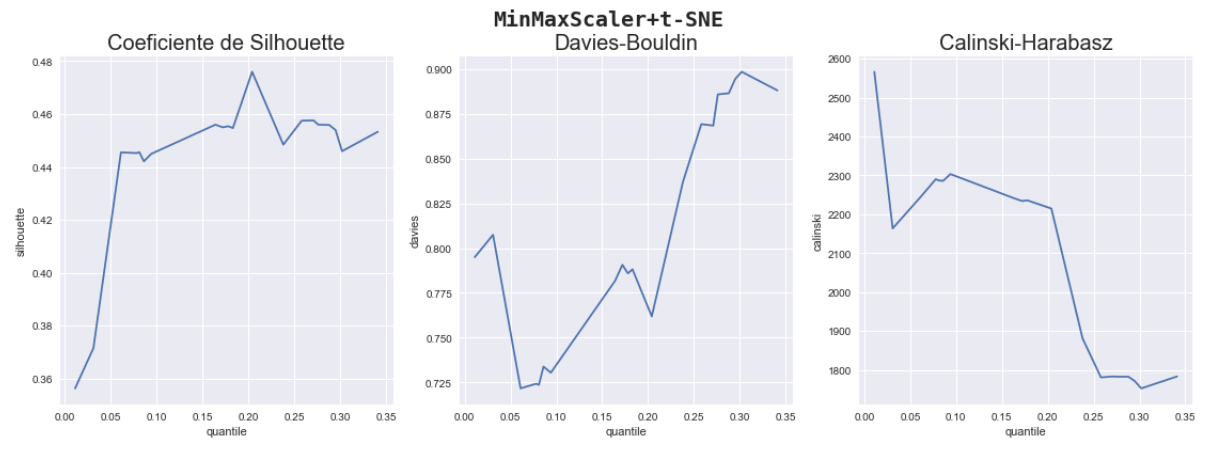 MinMaxScaler+t-SNE
Coeficiente de Silhouette
0.48
0.46
0.44
0.42
0.40
0.38
0.36
silhouette
0.00 0.05 0.10 0.15 0.20 0.25 0.30 0.35
quantile
Davies-Bouldin
0.900
0.875
0.850
0.825
0.800
0.775
0.750
0.725
davies
0.00 0.05 0.10 0.15 0.20 0.25 0.30 0.35
quantile
Calinski-Harabasz
2600
2500
2400
2300
2200
2100
2000
1900
1800
calinski
0.00 0.05 0.10 0.15 0.20 0.25 0.30 0.35
quantile